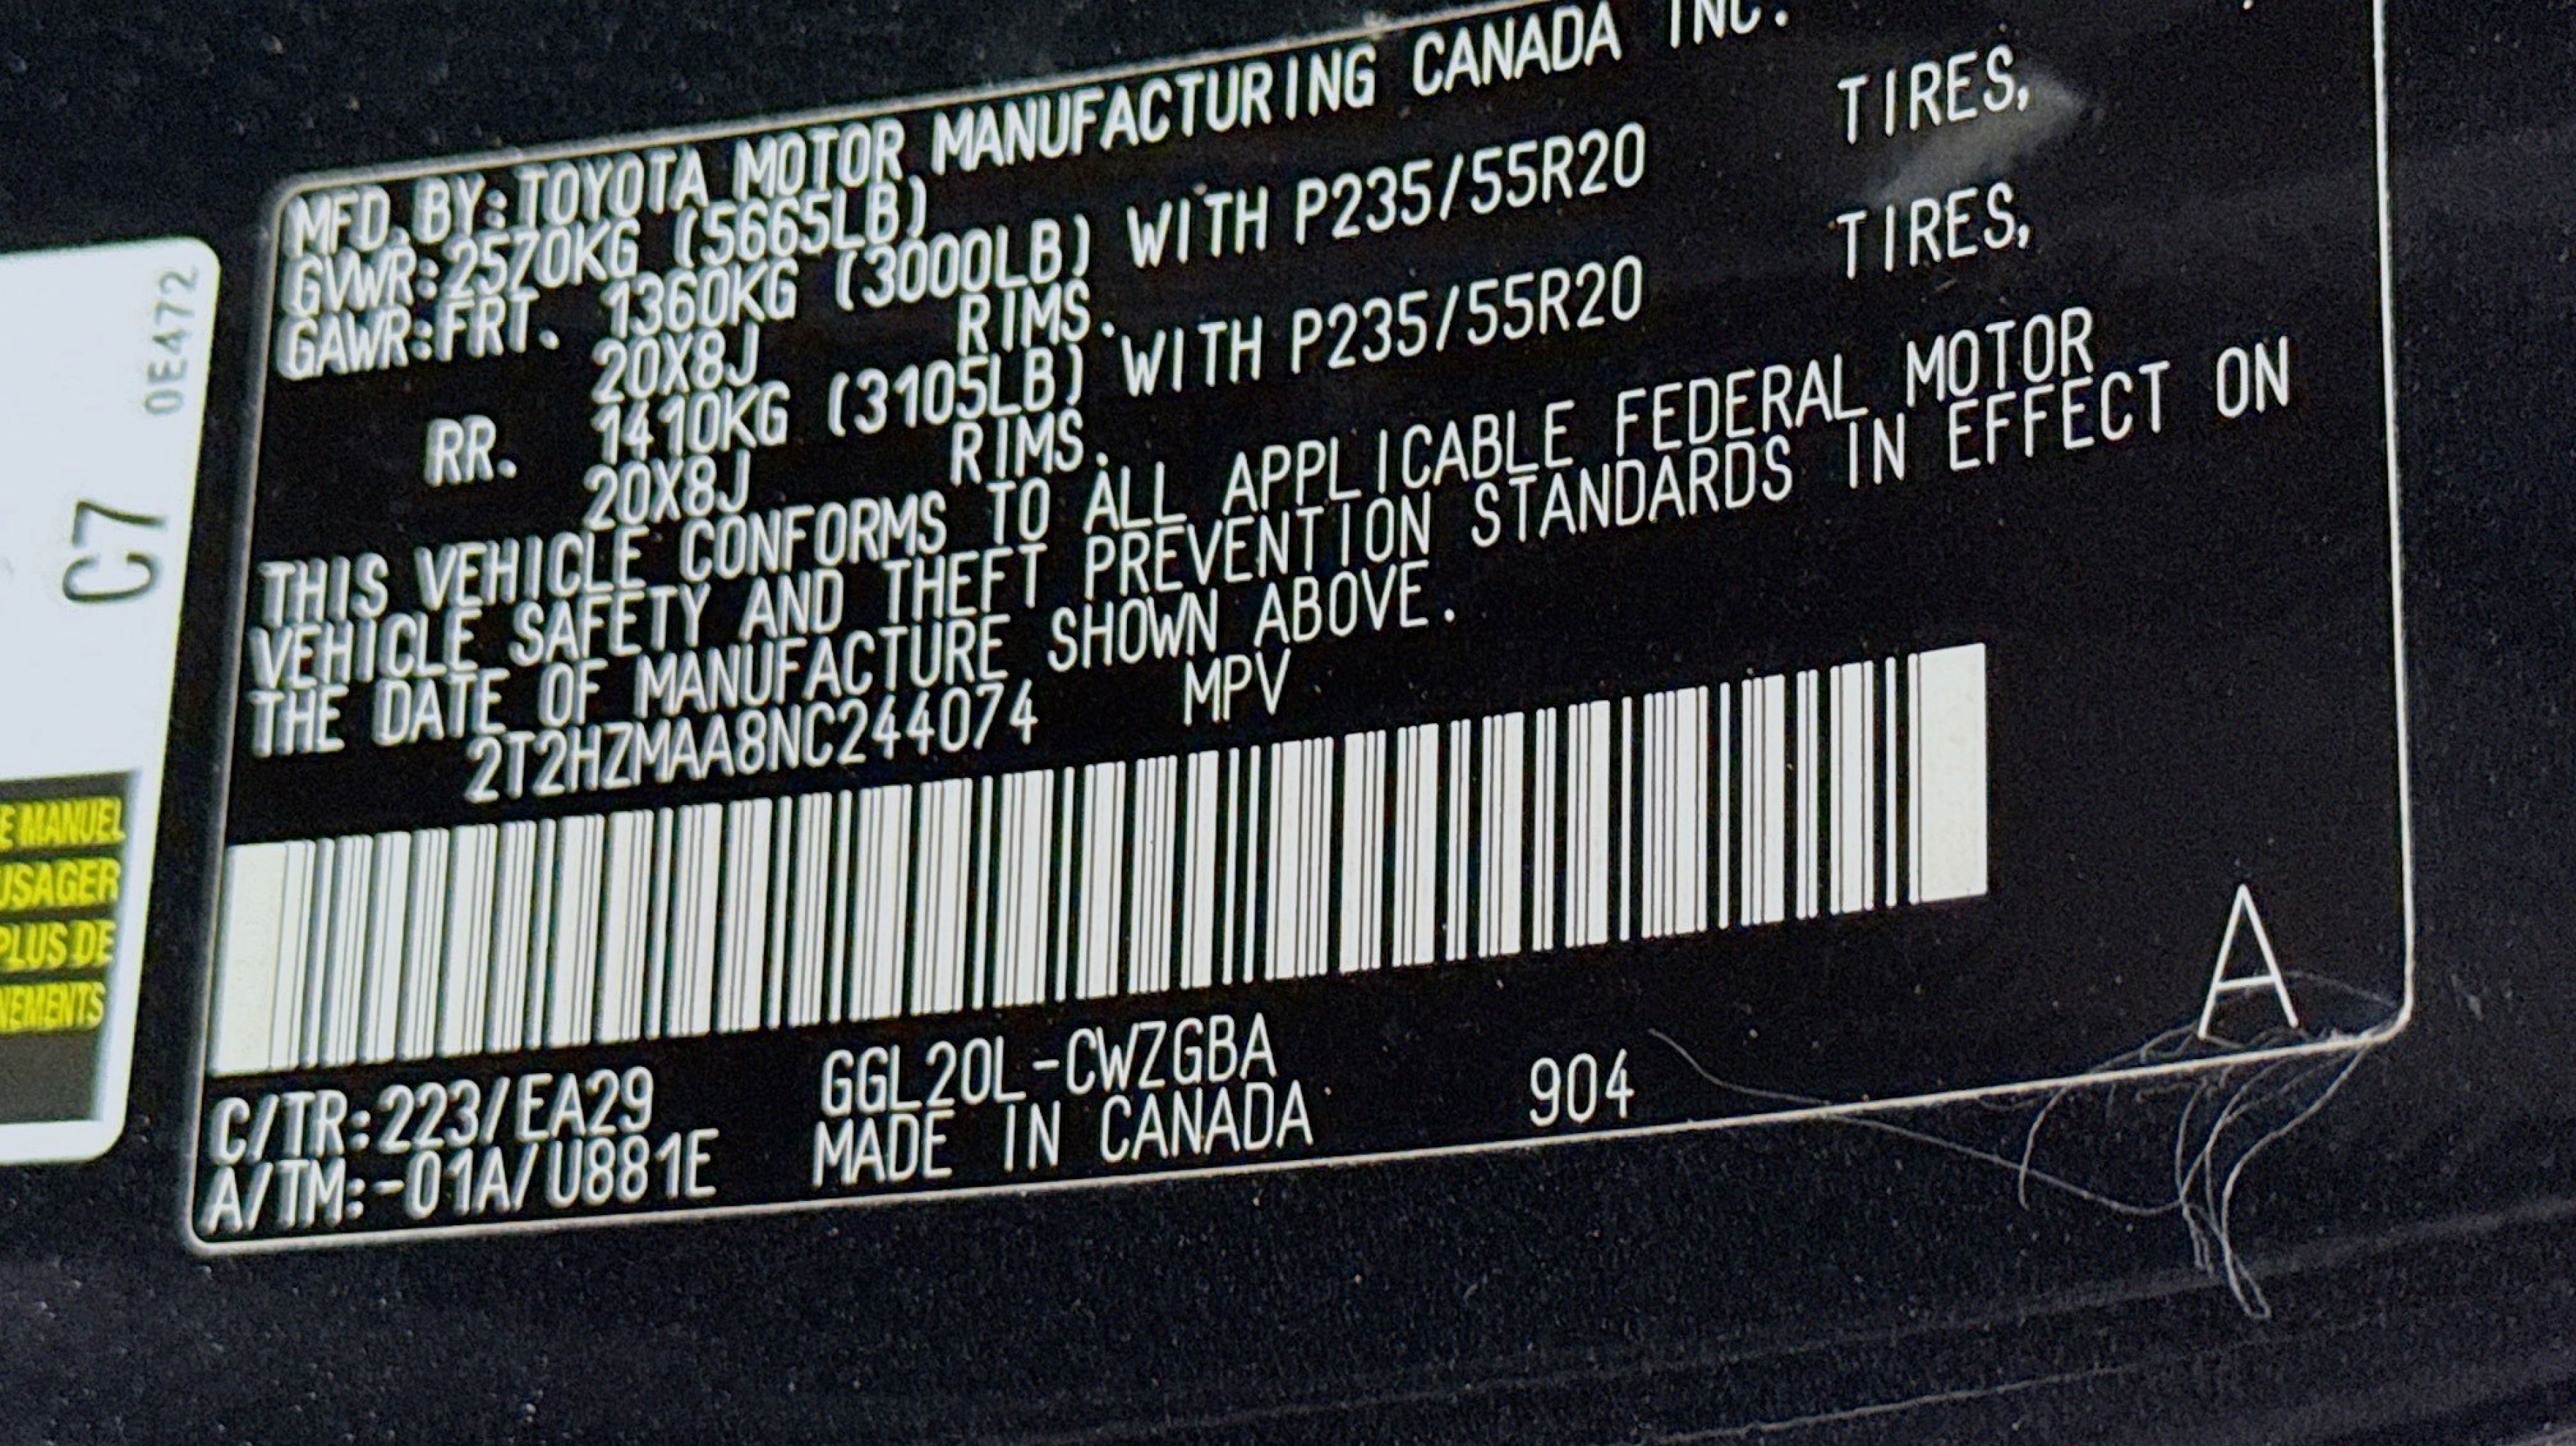 MFD. BY: TOYOTA MOTOR MANUFACTURING CANADA INC.
GVWR: 2570KG (5665LB)
GAWR: FRT. 1360KG (3000LB) WITH P235/55R20 TIRES,
20X8J RIMS.
RR. 1410KG (3105LB) WITH P235/55R20 TIRES,
20X8J RIMS.
THIS VEHICLE CONFORMS TO ALL APPLICABLE FEDERAL MOTOR
VEHICLE SAFETY AND THEFT PREVENTION STANDARDS IN EFFECT ON
THE DATE OF MANUFACTURE SHOWN ABOVE.
2T2HZMAA8NC244074 MPV
C/TR: 223/EA29 GGL20L-CWZGBA
A/TM: -01A/U881E MADE IN CANADA 904
A
0E472
C7
E MANUEL
USAGER
PLUS DE
NEMENTS